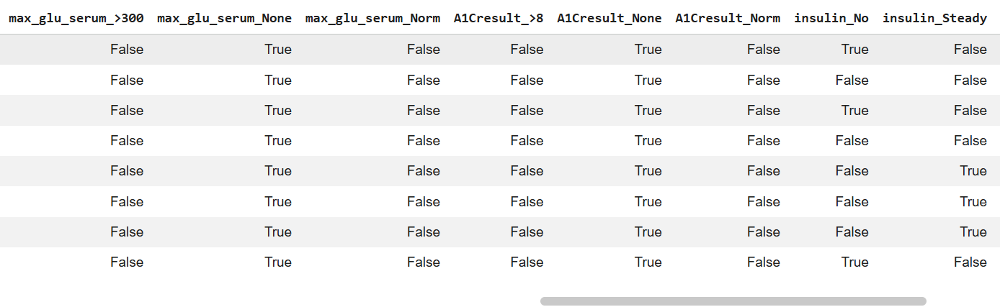 max_glu_serum_>300 max_glu_serum_None max_glu_serum_Norm A1Cresult_>8 A1Cresult_None A1Cresult_Norm insulin_No insulin_Steady
False True False False True False True False
False True False False True False False False
False True False False True False True False
False True False False True False False False
False True False False True False False True
False True False False True False False True
False True False False True False False True
False True False False True False True False